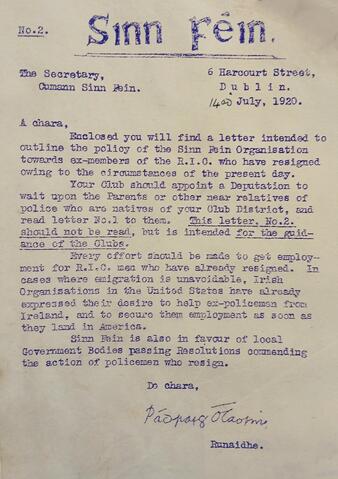 No.2.
Sinn Féin.
The Secretary,
Cumann Sinn Fein.
6 Harcourt Street,
Dublin.
July, 1920.
A chara,
Enclosed you will find a letter intended to
outline the policy of the Sinn Fein Organisation
towards ex-members of the R.I.C. who have resigned
owing to the circumstances of the present day.
Your Club should appoint a Deputation to
wait upon the Parents or other near relatives of
police who are natives of your Club District, and
read letter No.1 to them. This letter, No.2.
should not be read, but is intended for the guid-
ance of the Clubs.
Every effort should be made to get employ-
ment for R.I.C. men who have already resigned. In
cases where emigration is unavoidable, Irish
Organisations in the United States have already
expressed their desire to help ex-policemen from
Ireland, and to secure them employment as soon as
they land in America.
Sinn Fein is also in favour of local
Government Bodies passing Resolutions commending
the action of policemen who resign.
Do chara,
Runaidhe.